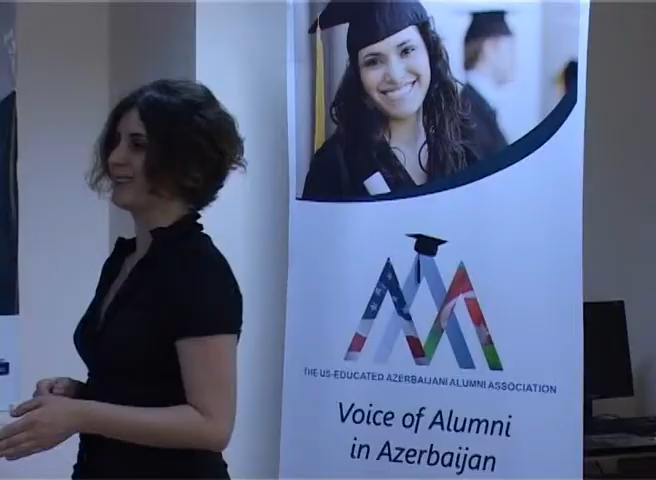 THE US-EDUCATED AZERBAIJANI ALUMNI ASSOCIATION
Voice of Alumni
in Azerbaijan